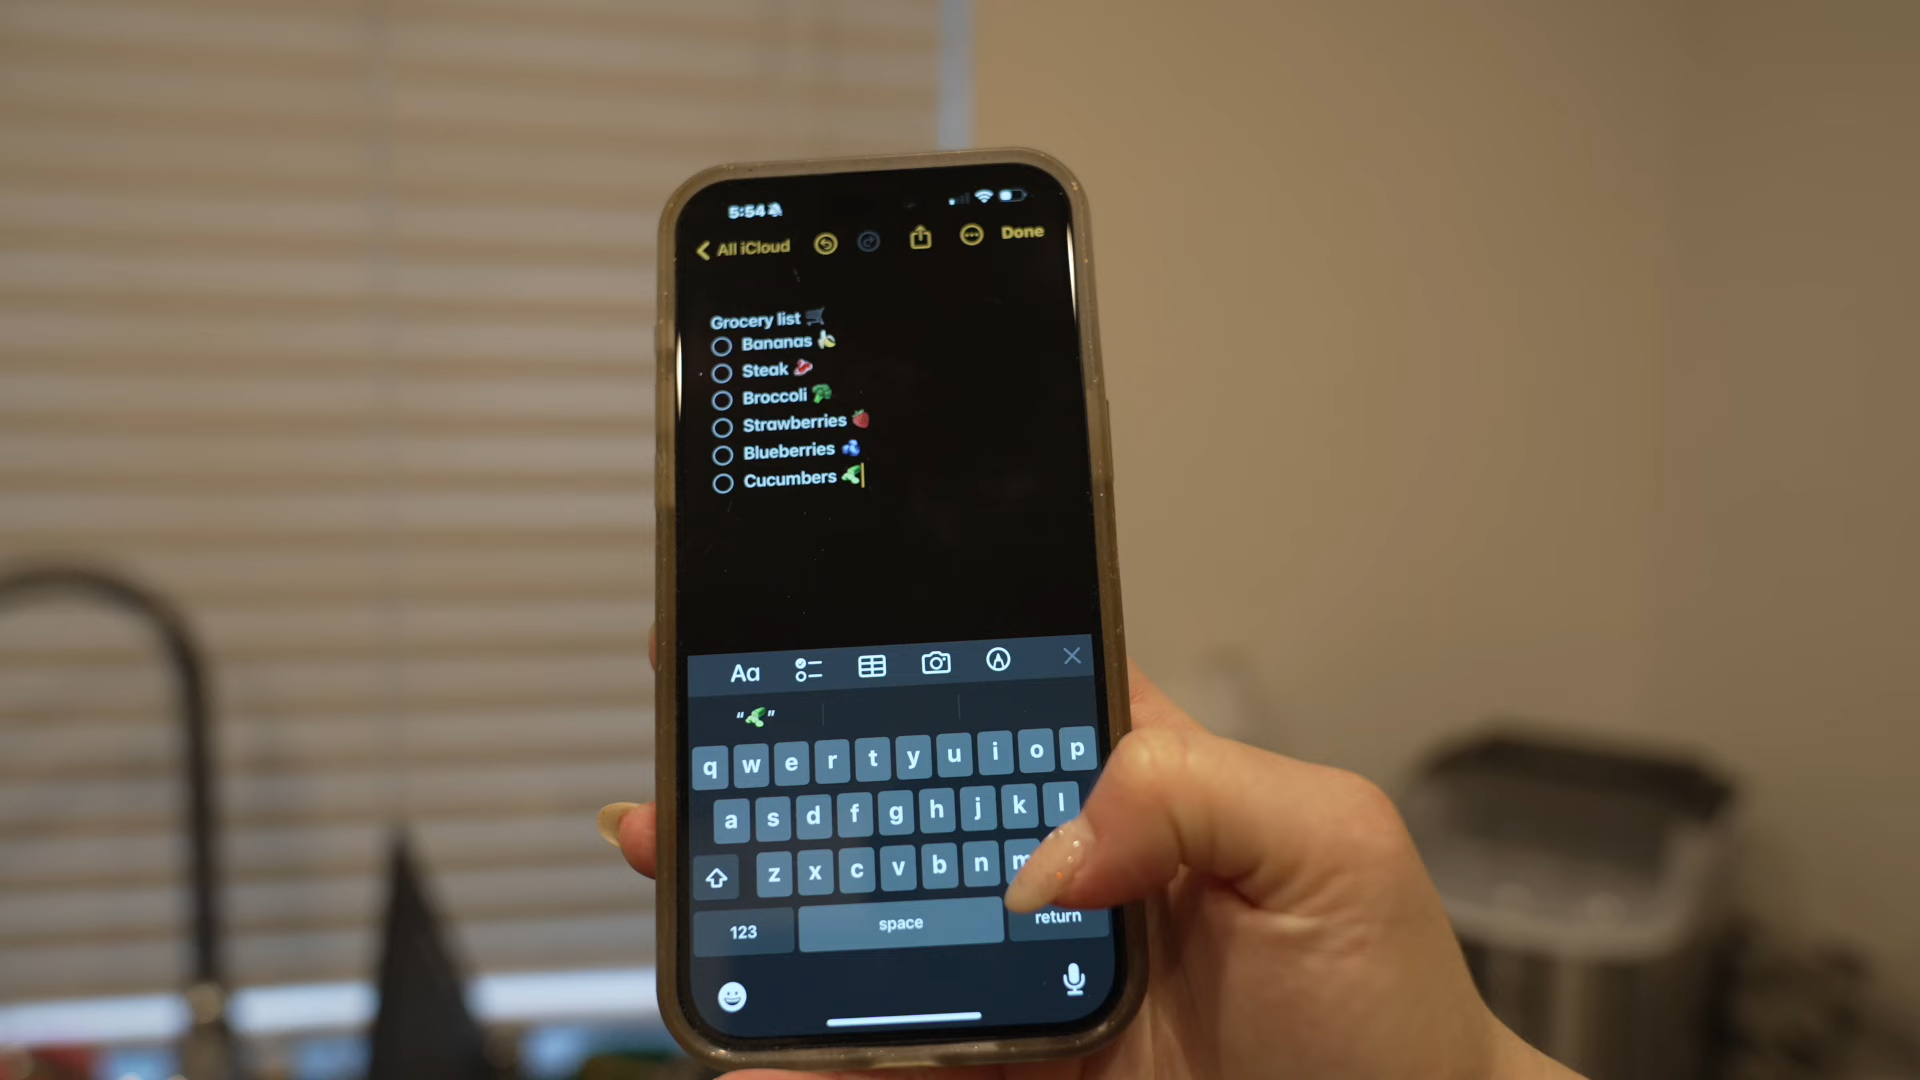 5:54
All iCloud Done
Grocery list 🛒
Bananas 🍌
Steak 🥩
Broccoli 🥦
Strawberries 🍓
Blueberries 🫐
Cucumbers 🥒
Aa
“🥒”
q w e r t y u i o p
a s d f g h j k l
z x c v b n m
123 space return